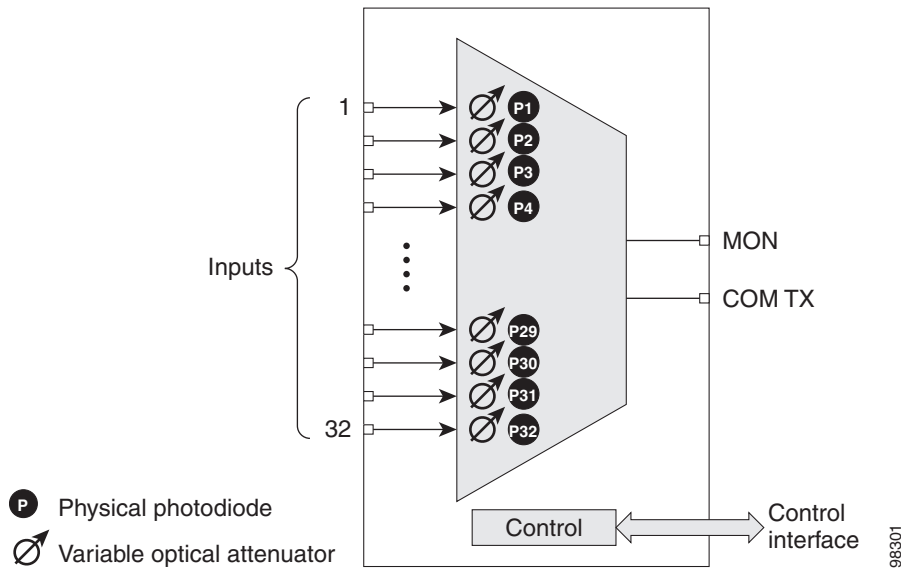 1
P1
P2
P3
P4
MON
Inputs
COM TX
P29
P30
P31
32
P32
P Physical photodiode
Variable optical attenuator
Control
Control
interface
98301